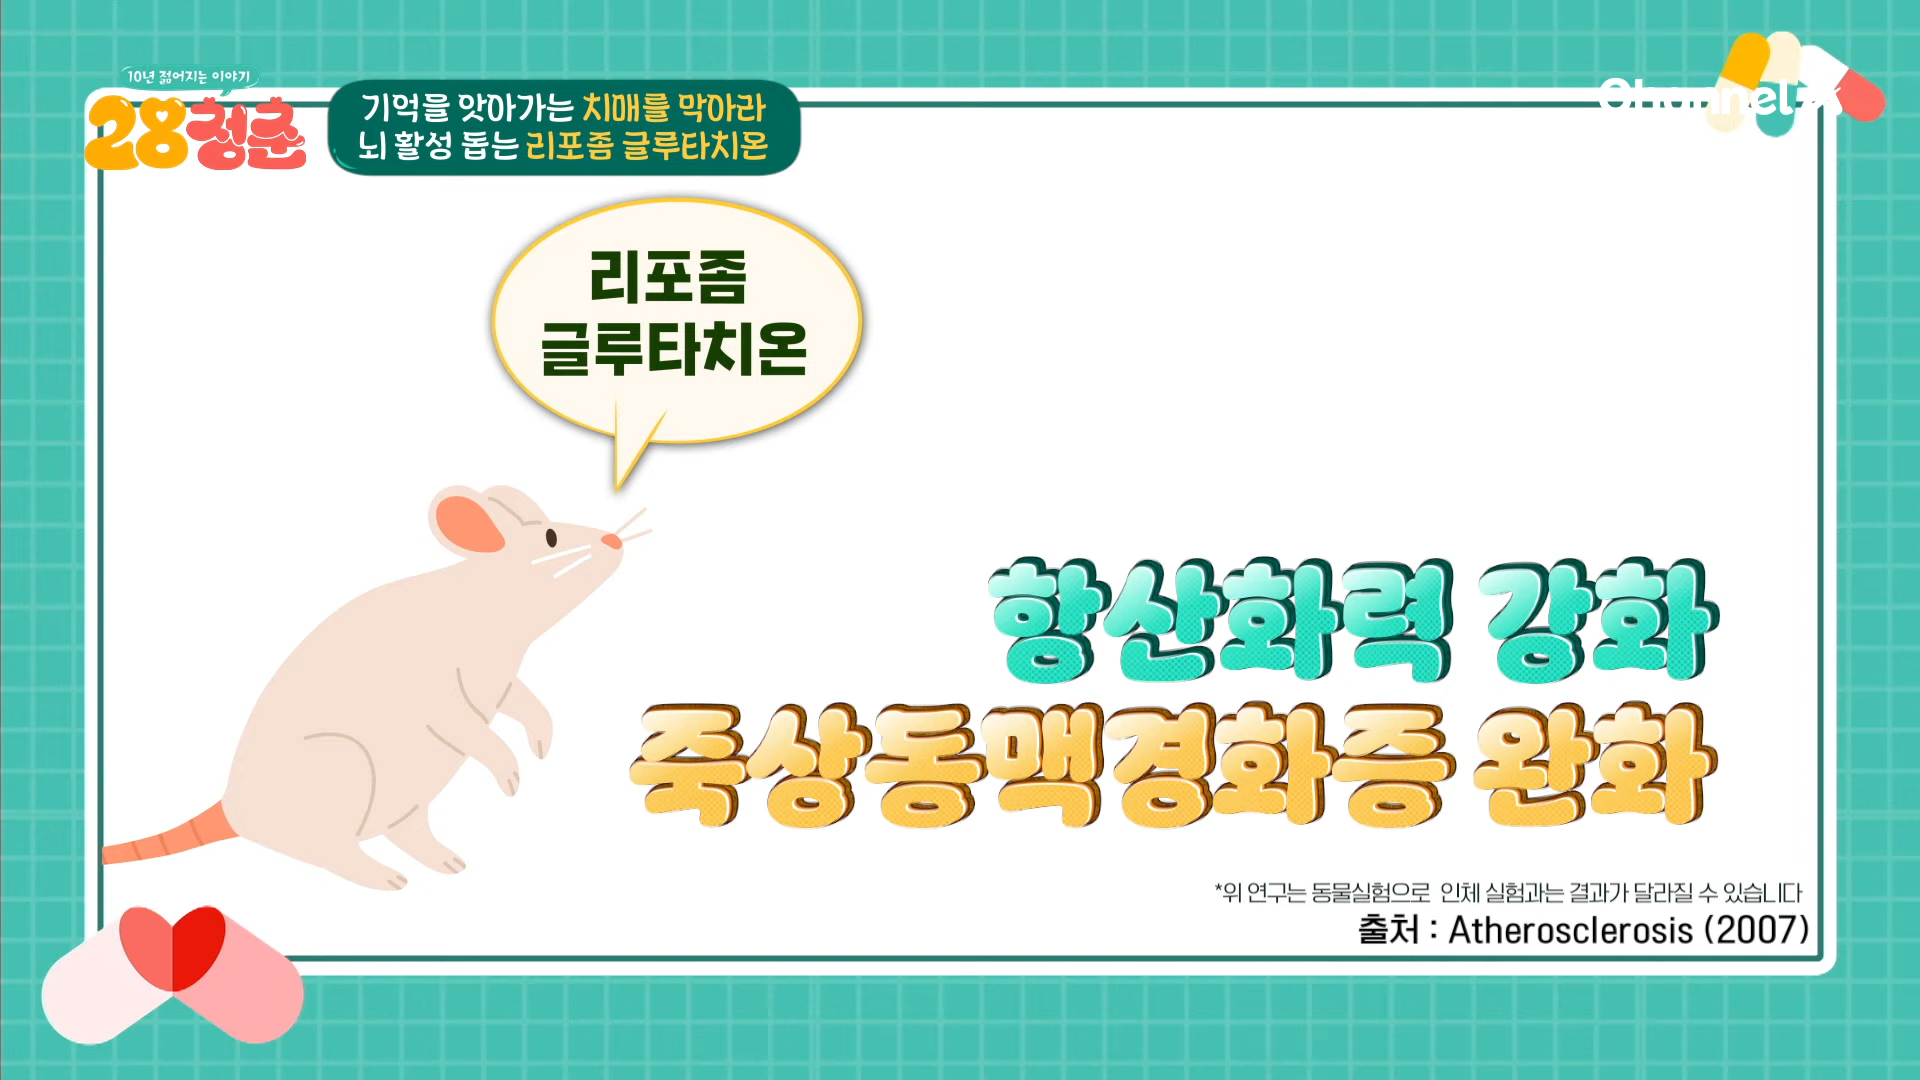 10년 젊어지는 이야기
28청춘
기억을 앗아가는 치매를 막아라
뇌 활성 돕는 리포좀 글루타치온
Channel A
리포좀
글루타치온
항산화력 강화
죽상동맥경화증 완화
*위 연구는 동물실험으로 인체 실험과는 결과가 달라질 수 있습니다
출처 : Atherosclerosis (2007)